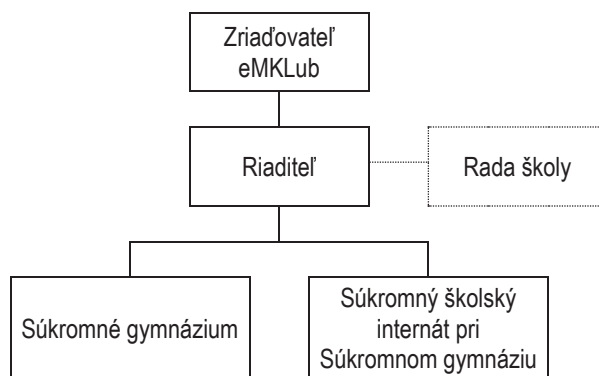 Zriaďovateľ
eMKLub
Riaditeľ
Rada školy
Súkromné gymnázium
Súkromný školský
internát pri
Súkromnom gymnáziu